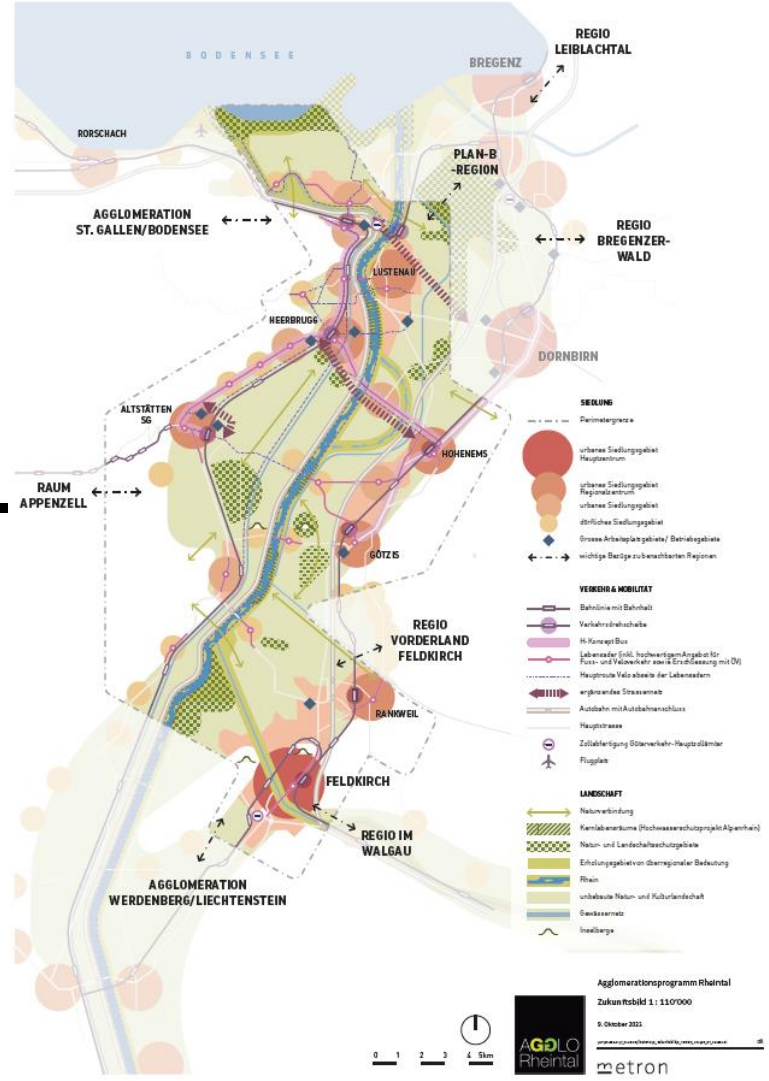 BODENSEE
REGIO
LEIBLACHTAL
BREGENZ
RORSCHACH
PLAN-B
-REGION
AGGLOMERATION
ST. GALLEN/BODENSEE
REGIO
BREGENZER-
WALD
LUSTENAU
HEERBRUGG
DORNBIRN
ALTSTÄTTEN
SG
HOHENEMS
RAUM
APPENZELL
GÖTZIS
REGIO
VORDERLAND
FELDKIRCH
RANKWEIL
FELDKIRCH
REGIO IM
WALGAU
AGGLOMERATION
WERDENBERG/LIECHTENSTEIN
SIEDLUNG
Perimetergrenze
urbanes Siedlungsgebiet
Hauptzentrum
urbanes Siedlungsgebiet
Regionalzentrum
urbanes Siedlungsgebiet
dörfliches Siedlungsgebiet
Grosse Arbeitsplatzgebiete/ Betriebsgebiete
wichtige Bezüge zu benachbarten Regionen
VERKEHR & MOBILITÄT
Bahnlinie mit Bahnhalt
Verkehrsdrehscheibe
H-Konzept Bus
Lebensader (inkl. hochwertigem Angebot für
Fuss- und Veloverkehr sowie Erschliessung mit ÖV)
Hauptroute Velo abseits der Lebensadern
ergänzendes Strassennetz
Autobahn mit Autobahnanschluss
Hauptstrasse
Zollabfertigung Güterverkehr-Hauptzollämter
Flugplatz
LANDSCHAFT
Naturverbindung
Kernlebensräume (Hochwasserschutzprojekt Alpenrhein)
Natur- und Landschaftsschutzgebiete
Erholungsgebiet von überregionaler Bedeutung
Rhein
unbebaute Natur- und Kulturlandschaft
Gewässernetz
Inselberge
Agglomerationsprogramm Rheintal
Zukunftsbild 1 : 110'000
9. Oktober 2023
AGGLO
Rheintal
metron
0 1 2 3 4 5km